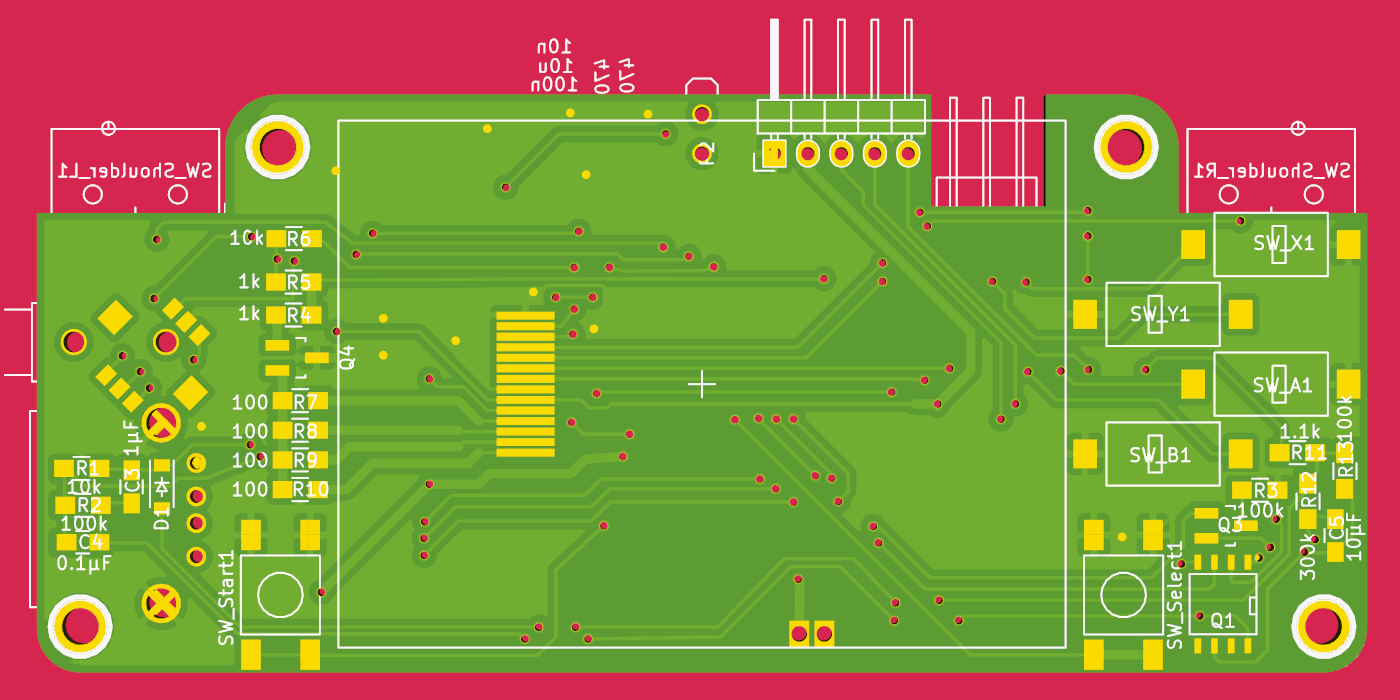 10n
10u
100n
470
470
SW_Shoulder_L1
SW_Shoulder_R1
10k R6
1k R5
1k R4
Q4
100 R7
100 R8
100 R9
100 R10
R1
10k
R2
100k
C4
0.1µF
C3 1µF
D1
SW_Start1
SW_X1
SW_Y1
SW_A1
SW_B1
1.1k
R11
R13 100k
R3
100k
R12
300k
Q3
C5
10µF
SW_Select1
Q1